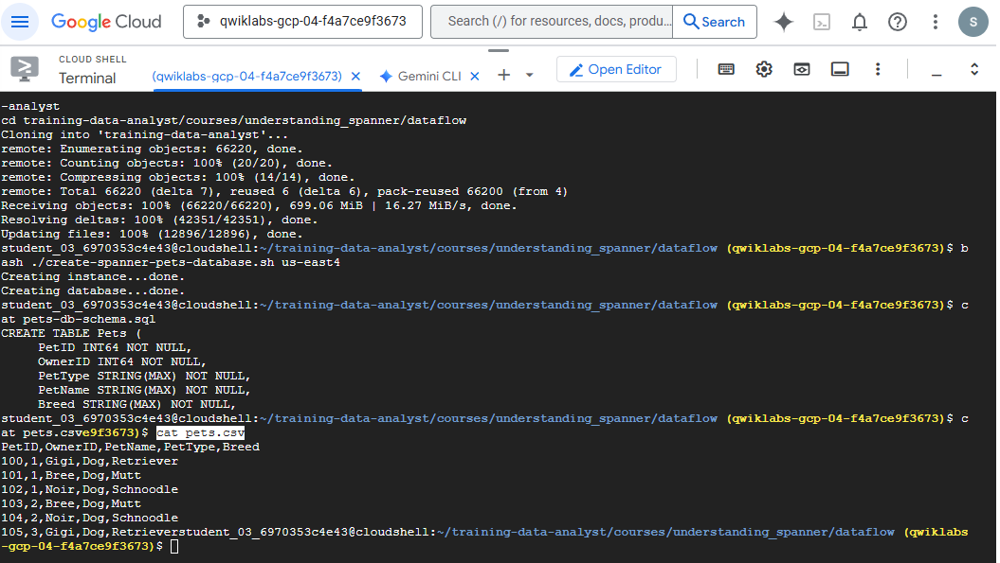 Google Cloud
qwiklabs-gcp-04-f4a7ce9f3673
Search (/) for resources, docs, produ...
Search
S
CLOUD SHELL
Terminal
(qwiklabs-gcp-04-f4a7ce9f3673)
Gemini CLI
Open Editor
-analyst
cd training-data-analyst/courses/understanding_spanner/dataflow
Cloning into 'training-data-analyst'...
remote: Enumerating objects: 66220, done.
remote: Counting objects: 100% (20/20), done.
remote: Compressing objects: 100% (14/14), done.
remote: Total 66220 (delta 7), reused 6 (delta 6), pack-reused 66200 (from 4)
Receiving objects: 100% (66220/66220), 699.06 MiB | 16.27 MiB/s, done.
Resolving deltas: 100% (42351/42351), done.
Updating files: 100% (12896/12896), done.
student_03_6970353c4e43@cloudshell:~/training-data-analyst/courses/understanding_spanner/dataflow (qwiklabs-gcp-04-f4a7ce9f3673)$ b
ash ./create-spanner-pets-database.sh us-east4
Creating instance...done.
Creating database...done.
student_03_6970353c4e43@cloudshell:~/training-data-analyst/courses/understanding_spanner/dataflow (qwiklabs-gcp-04-f4a7ce9f3673)$ c
at pets-db-schema.sql
CREATE TABLE Pets (
PetID INT64 NOT NULL,
OwnerID INT64 NOT NULL,
PetType STRING(MAX) NOT NULL,
PetName STRING(MAX) NOT NULL,
Breed STRING(MAX) NOT NULL,
student_03_6970353c4e43@cloudshell:~/training-data-analyst/courses/understanding_spanner/dataflow (qwiklabs-gcp-04-f4a7ce9f3673)$ c
at pets.csve9f3673)$ cat pets.csv
PetID,OwnerID,PetName,PetType,Breed
100,1,Gigi,Dog,Retriever
101,1,Bree,Dog,Mutt
102,1,Noir,Dog,Schnoodle
103,2,Bree,Dog,Mutt
104,2,Noir,Dog,Schnoodle
105,3,Gigi,Dog,Retrieverstudent_03_6970353c4e43@cloudshell:~/training-data-analyst/courses/understanding_spanner/dataflow (qwiklabs
-gcp-04-f4a7ce9f3673)$